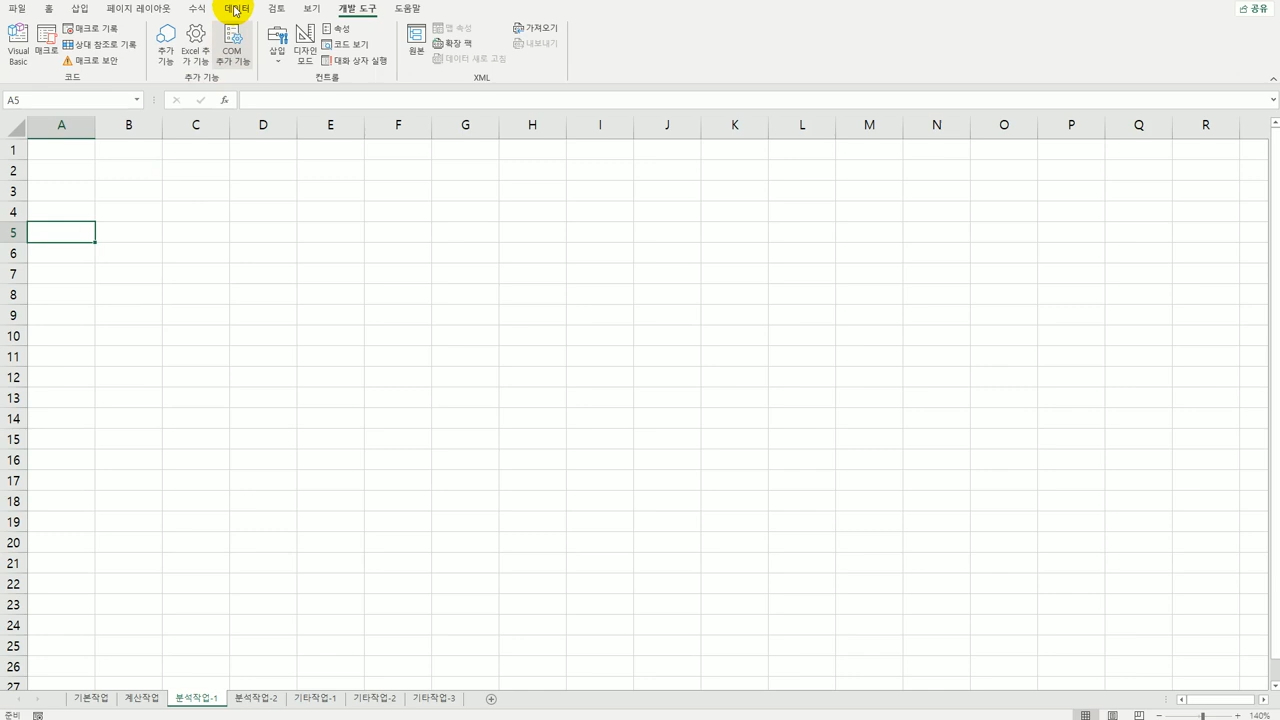 파일 홈 삽입 페이지 레이아웃 수식 데이터 검토 보기 개발 도구 도움말 공유
Visual Basic
매크로
매크로 기록
상대 참조로 기록
매크로 보안
코드
추가 기능
Excel 추가 기능
COM 추가 기능
추가 기능
삽입
디자인 모드
속성
코드 보기
대화 상자 실행
컨트롤
원본
맵 속성
확장 팩
데이터 새로 고침
가져오기
내보내기
XML
A5 fx
A B C D E F G H I J K L M N O P Q R
1
2
3
4
5
6
7
8
9
10
11
12
13
14
15
16
17
18
19
20
21
22
23
24
25
26
27
기본작업 계산작업 분석작업-1 분석작업-2 기타작업-1 기타작업-2 기타작업-3
준비 140%